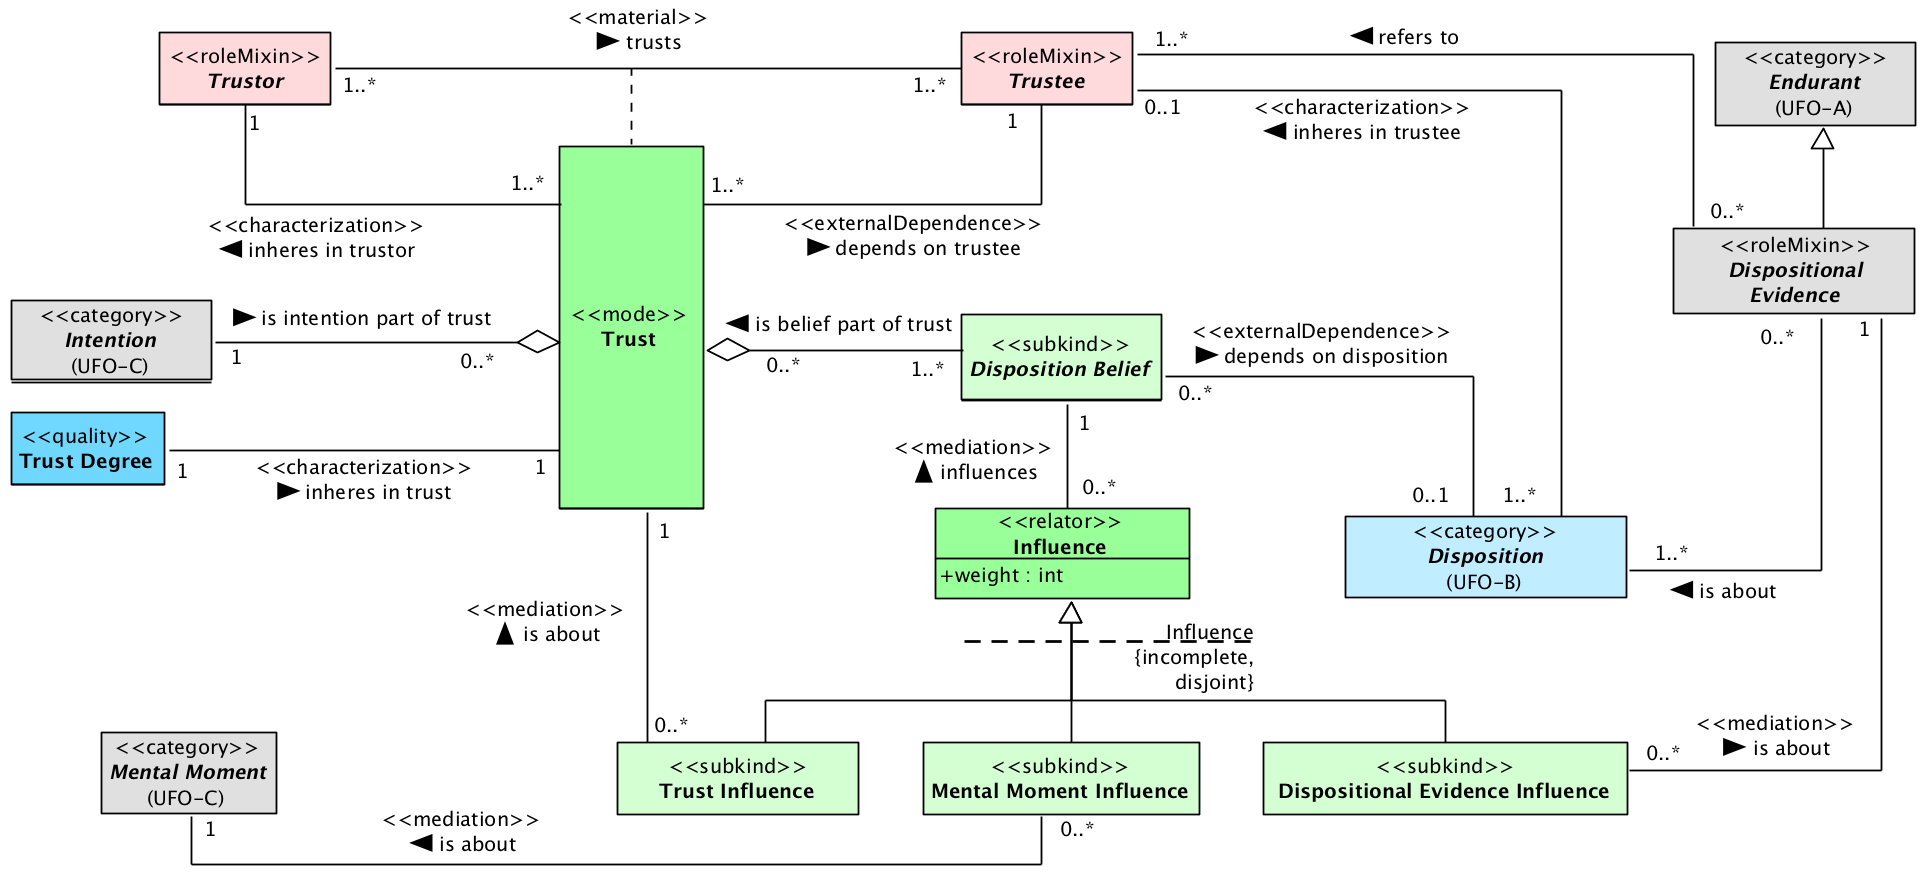 <<material>>
► trusts
<<roleMixin>>
Trustor
1..*
1..*
<<roleMixin>>
Trustee
1..*
◄ refers to
<<category>>
Endurant
(UFO-A)
0..1
<<characterization>>
◄ inheres in trustee
1
1..*
<<characterization>>
◄ inheres in trustor
1
1..*
<<externalDependence>>
► depends on trustee
0..*
<<roleMixin>>
Dispositional
Evidence
<<mode>>
Trust
<<category>>
Intention
(UFO-C)
► is intention part of trust
1
0..*
◄ is belief part of trust
0..*
1..*
<<subkind>>
Disposition Belief
<<externalDependence>>
► depends on disposition
0..*
0..*
1
<<quality>>
Trust Degree
1
<<characterization>>
► inheres in trust
1
1
<<mediation>>
▲ influences
0..*
0..1
1..*
<<relator>>
Influence
+weight : int
<<category>>
Disposition
(UFO-B)
1..*
◄ is about
1
<<mediation>>
▲ is about
0..*
Influence
{incomplete,
disjoint}
<<mediation>>
► is about
0..*
<<category>>
Mental Moment
(UFO-C)
<<subkind>>
Trust Influence
<<subkind>>
Mental Moment Influence
<<subkind>>
Dispositional Evidence Influence
1
<<mediation>>
◄ is about
0..*